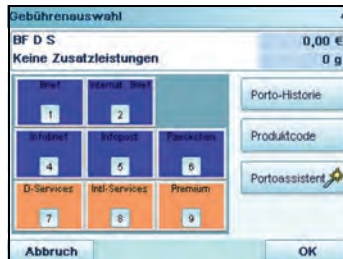 Gebührenauswahl
BF D S 0,00 €
Keine Zusatzleistungen 0 g
Brief Internat. Brief
1 2
Porto-Historie
Infobrief Infopost Paeckchen
4 5 6
Produktcode
D-Services Intl-Services Premium
7 8 9
Portoassistent
Abbruch OK